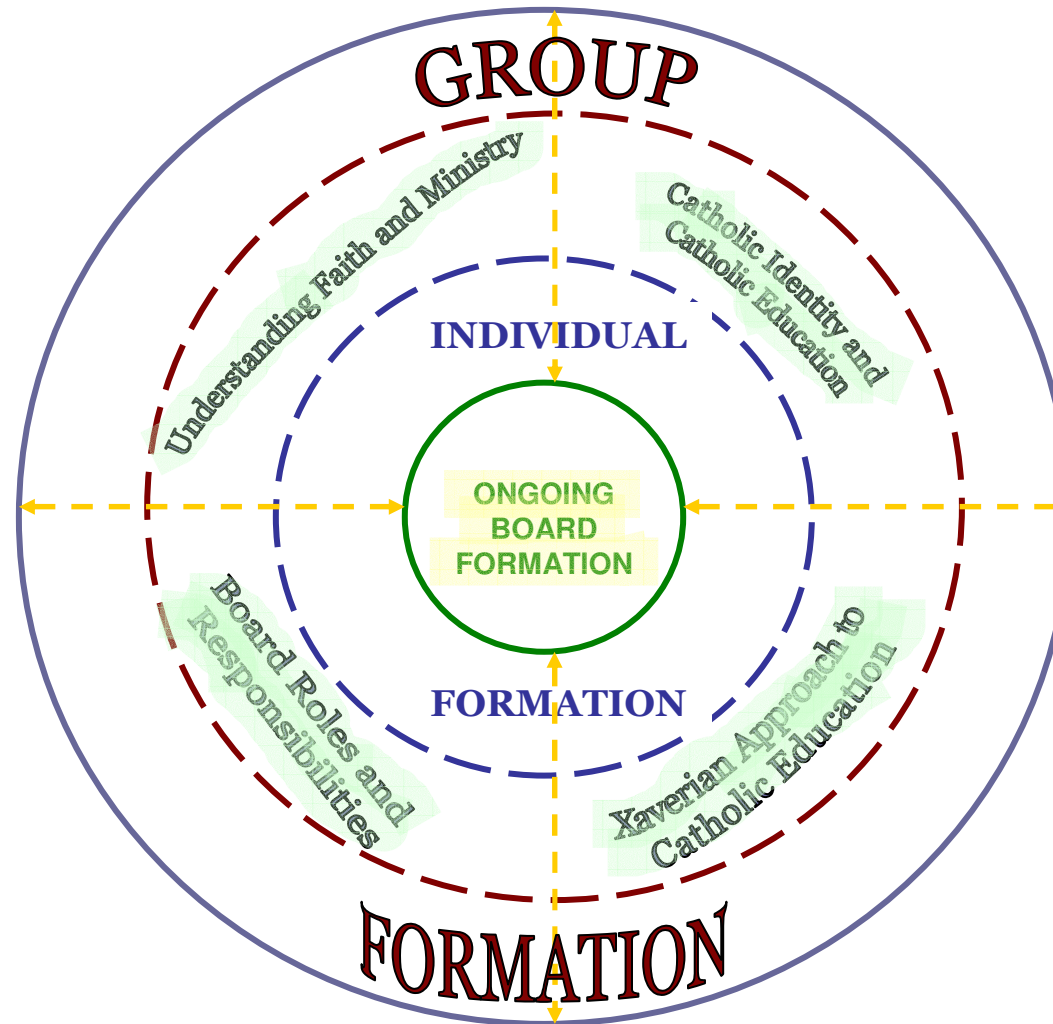 GROUP
Understanding Faith and Ministry
Catholic Identity and
Catholic Education
INDIVIDUAL
ONGOING
BOARD
FORMATION
FORMATION
Board Roles and
Responsibilities
Xaverian Approach to
Catholic Education
FORMATION